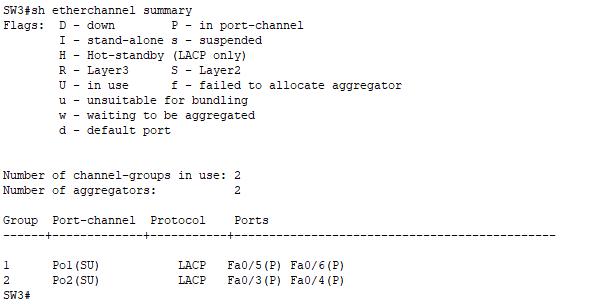 SW3#sh etherchannel summary
Flags:  D - down        P - in port-channel
        I - stand-alone s - suspended
        H - Hot-standby (LACP only)
        R - Layer3      S - Layer2
        U - in use      f - failed to allocate aggregator
        u - unsuitable for bundling
        w - waiting to be aggregated
        d - default port
Number of channel-groups in use: 2
Number of aggregators:           2
Group  Port-channel  Protocol    Ports
------+-------------+-----------+----------------------------------------------
1      Po1(SU)           LACP   Fa0/5(P) Fa0/6(P)
2      Po2(SU)           LACP   Fa0/3(P) Fa0/4(P)
SW3#